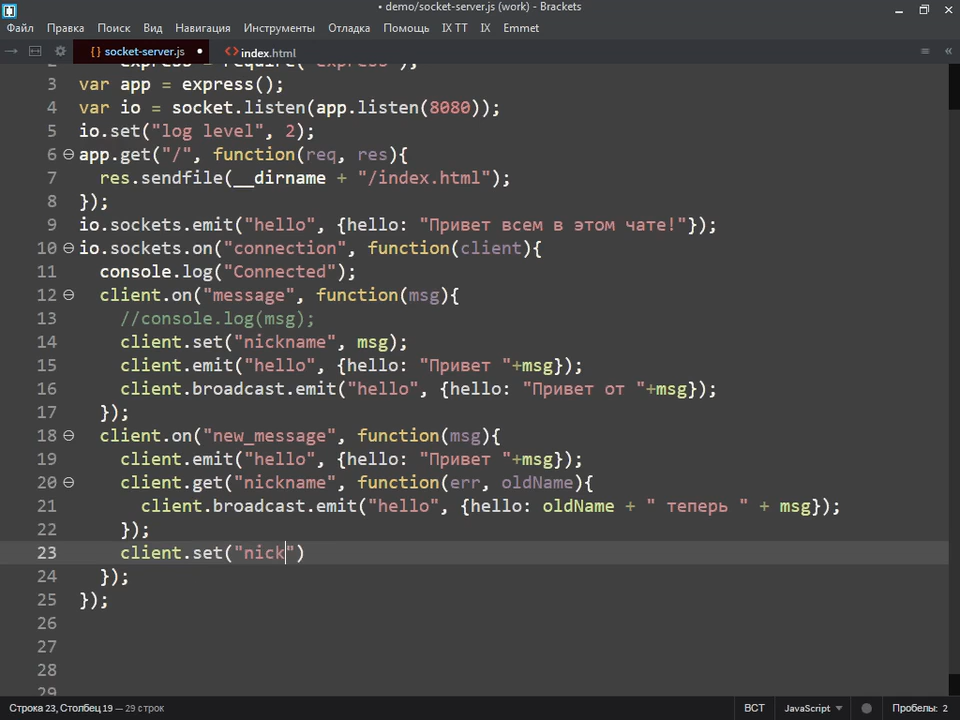 • demo/socket-server.js (work) - Brackets
Файл Правка Поиск Вид Навигация Инструменты Отладка Помощь IX TT IX Emmet
{ } socket-server.js • <> index.html
2 express = require("express");
3 var app = express();
4 var io = socket.listen(app.listen(8080));
5 io.set("log level", 2);
6 app.get("/", function(req, res){
7 res.sendfile(__dirname + "/index.html");
8 });
9 io.sockets.emit("hello", {hello: "Привет всем в этом чате!"});
10 io.sockets.on("connection", function(client){
11 console.log("Connected");
12 client.on("message", function(msg){
13 //console.log(msg);
14 client.set("nickname", msg);
15 client.emit("hello", {hello: "Привет "+msg});
16 client.broadcast.emit("hello", {hello: "Привет от "+msg});
17 });
18 client.on("new_message", function(msg){
19 client.emit("hello", {hello: "Привет "+msg});
20 client.get("nickname", function(err, oldName){
21 client.broadcast.emit("hello", {hello: oldName + " теперь " + msg});
22 });
23 client.set("nick")
24 });
25 });
26
27
28
29
Строка 23, Столбец 19 — 29 строк ВСТ JavaScript Пробелы: 2